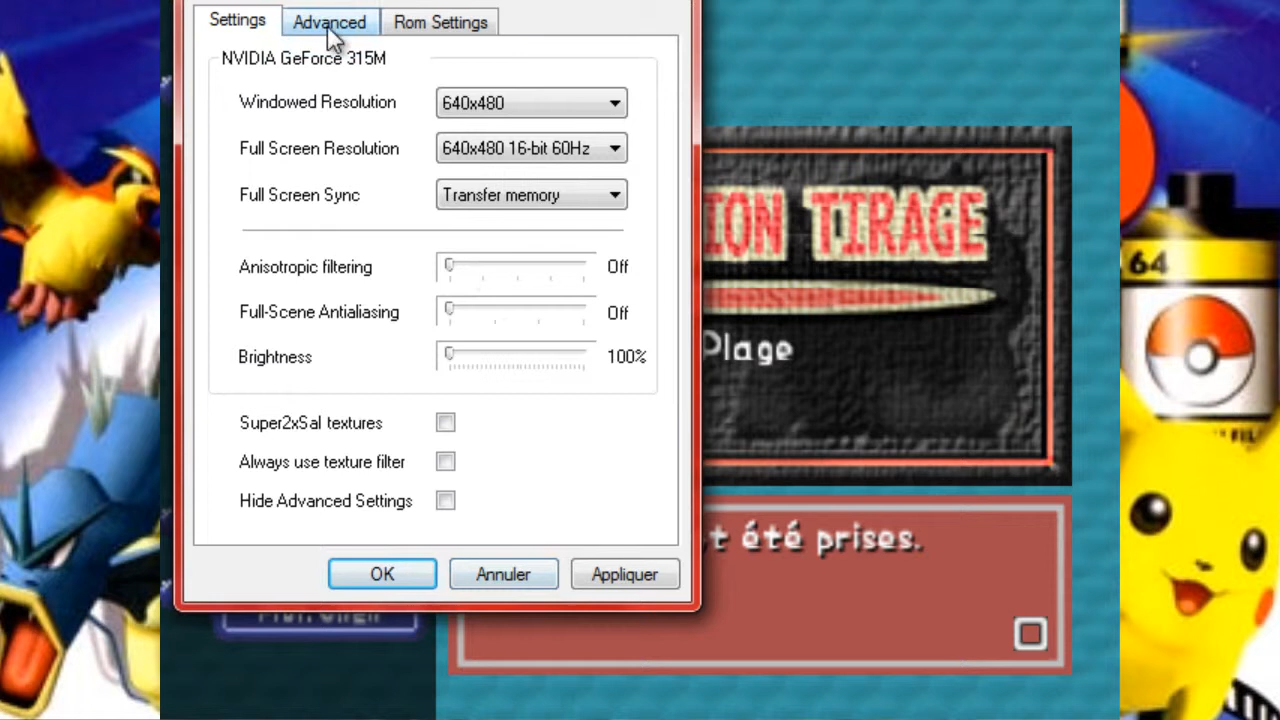 Settings
Advanced
Rom Settings
NVIDIA GeForce 315M
Windowed Resolution
640x480
Full Screen Resolution
640x480 16-bit 60Hz
Full Screen Sync
Transfer memory
Anisotropic filtering
Off
Full-Scene Antialiasing
Off
Brightness
100%
Super2xSal textures
Always use texture filter
Hide Advanced Settings
OK
Annuler
Appliquer
ION TIRAGE
Plage
t été prises.
64